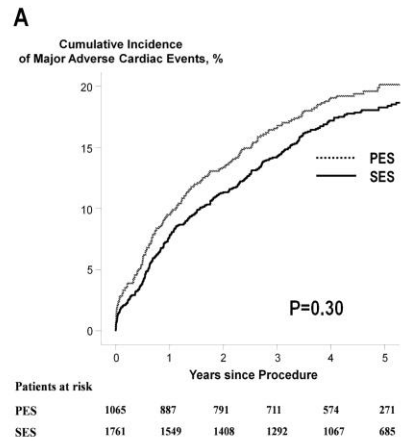 A
Cumulative Incidence
of Major Adverse Cardiac Events, %
20
15
10
5
0
PES
SES
P=0.30
0 1 2 3 4 5
Years since Procedure
Patients at risk
PES 1065 887 791 711 574 271
SES 1761 1549 1408 1292 1067 685